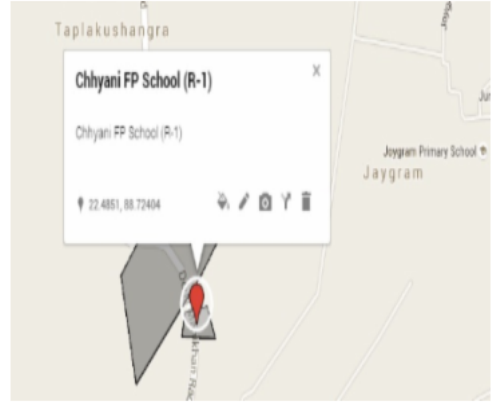 Taplakushangra
Chhyani FP School (R-1)
X
Chhyani FP School (R-1)
22.4851, 88.72404
Joygram Primary School
Jaygram